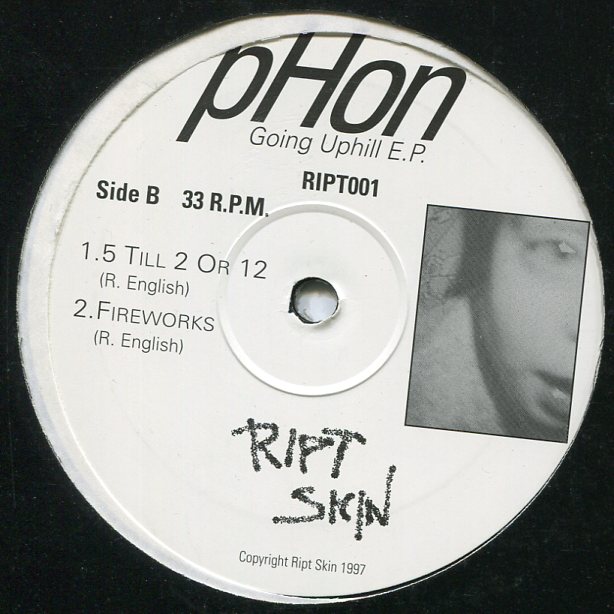 pHon
Going Uphill E.P.
RIPT001
Side B 33 R.P.M.
1.5 TILL 2 OR 12
(R. English)
2.FIREWORKS
(R. English)
RIPT
SKIN
Copyright Ript Skin 1997